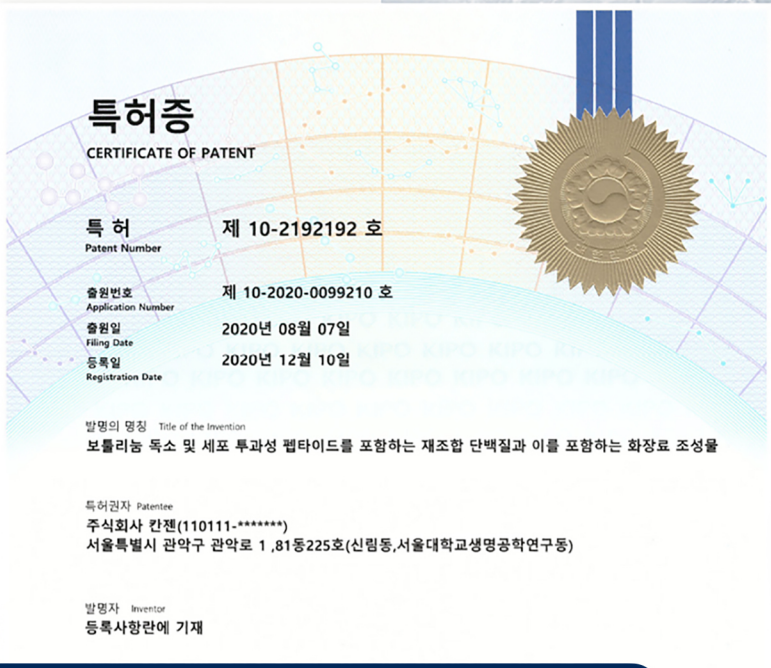 특허증
CERTIFICATE OF PATENT
특 허 제 10-2192192 호
Patent Number
출원번호 제 10-2020-0099210 호
Application Number
출원일 2020년 08월 07일
Filing Date
등록일 2020년 12월 10일
Registration Date
발명의 명칭 Title of the Invention
보툴리눔 독소 및 세포 투과성 펩타이드를 포함하는 재조합 단백질과 이를 포함하는 화장료 조성물
특허권자 Patentee
주식회사 칸젠(110111-*******)
서울특별시 관악구 관악로 1 ,81동225호(신림동,서울대학교생명공학연구동)
발명자 Inventor
등록사항란에 기재